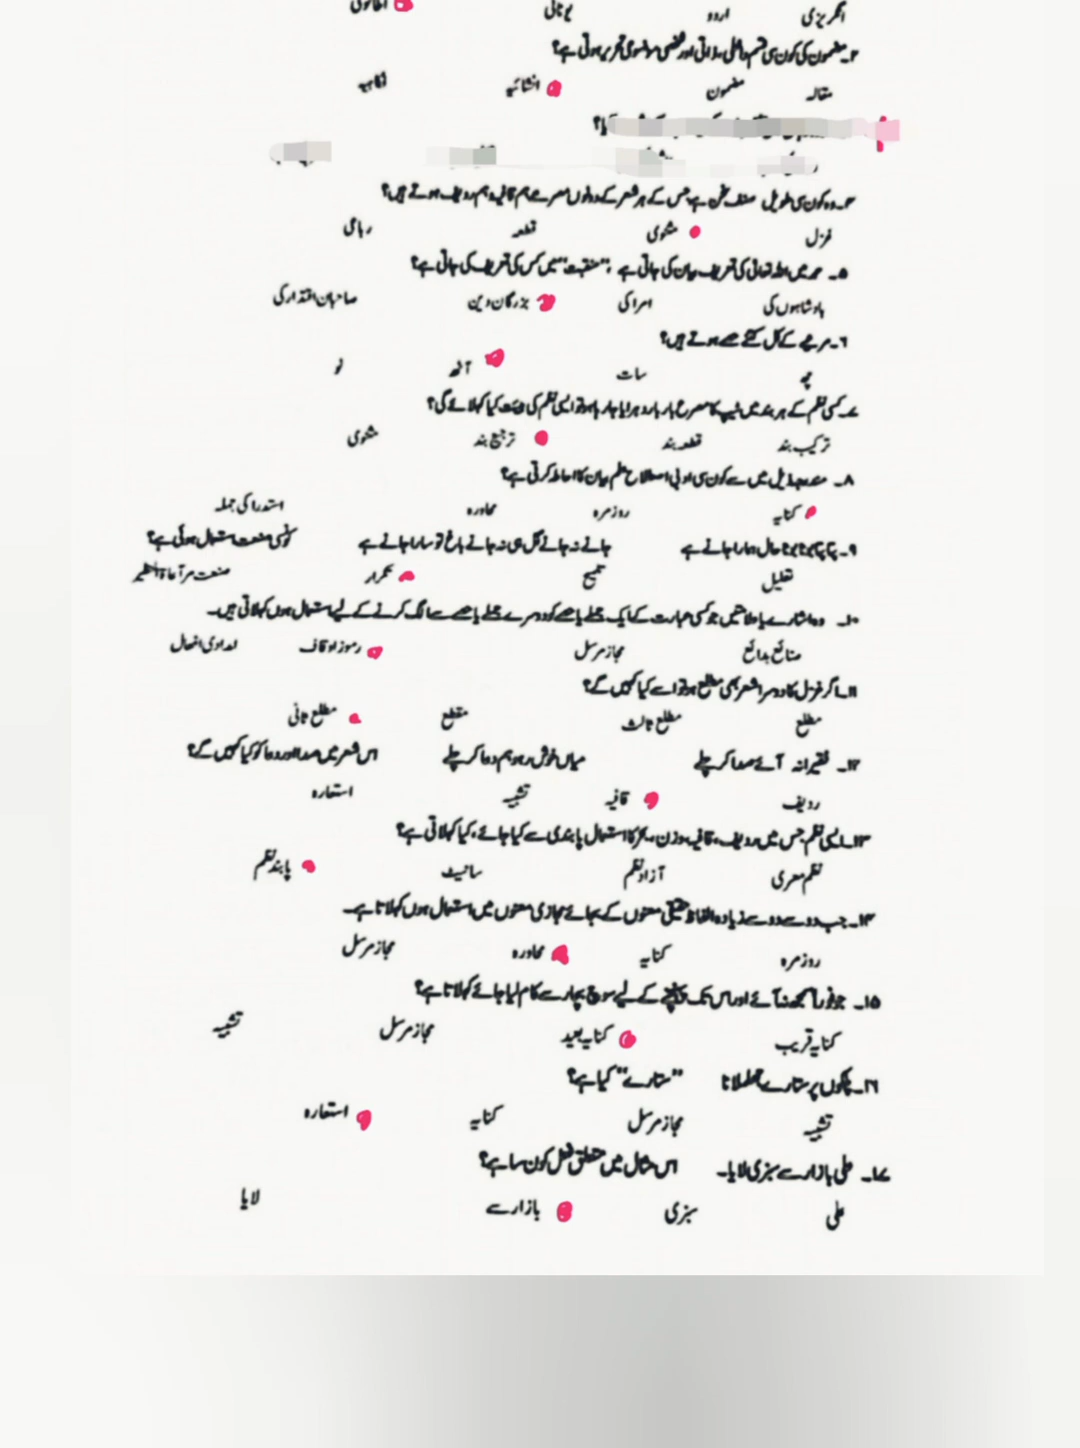 انگریزی اردو یونانی اطالوی
۲۔ مضمون کی کون سی قسم داخلی، ذاتی اور شخصی موضوعی تحریر ہوتی ہے؟
مقالہ مضمون انشائیہ فکاہیہ
۴۔ وہ کون سی طویل صنف سخن ہے، جس کے ہر شعر کے دونوں مصرعے ہم قافیہ و ہم ردیف ہوتے ہیں؟
غزل مثنوی قطعہ رباعی
۵۔ حمد میں اللہ تعالیٰ کی تعریف بیان کی جاتی ہے ، "منقبت" میں کس کی تعریف کی جاتی ہے؟
بادشاہوں کی امرا کی بزرگان دین صاحبان اقتدار کی
۶۔ مرثیے کے کل کتنے حصے ہوتے ہیں؟
چھ سات آٹھ نو
۷۔ کسی نظم کے ہر بند میں ٹیپ کا مصرع بار بار دہرایا جا رہا ہو تو ایسی نظم کی ہیئت کیا کہلائے گی؟
ترکیب بند قطعہ بند ترجیع بند مثنوی
۸۔ مندرجہ ذیل میں سے کون سی ادبی اصطلاح علم بیان کا احاطہ کرتی ہے؟
کنایہ روزمرہ محاورہ استدراکی جملہ
۹۔ پتا پتا بوٹا بوٹا حال ہمارا جانے ہے جانے نہ جانے گل ہی نہ جانے باغ تو سارا جانے ہے کونسی صنعت استعمال ہوئی ہے؟
تعلیل تلمیح تکرار صنعت مرآعاۃ النظیر
۱۰۔ وہ اشارے یا علامتیں جو کسی عبارت کے ایک جملے یا حصے کو دوسرے جملے یا حصے سے الگ کرنے کے لیے استعمال ہوں کہلاتی ہیں۔
صنائع بدائع مجاز مرسل رموز اوقاف امدادی افعال
۱۱۔ اگر غزل کا دوسرا شعر بھی مطلع ہو تو اسے کیا کہیں گے؟
مطلع مطلع ثالث مقطع مطلع ثانی
۱۲۔ فقیرانہ آئے صدا کر چلے میاں خوش رہو ہم دعا کر چلے اس شعر میں صدا اور دعا کو کیا کہیں گے؟
ردیف قافیہ تشبیہ استعارہ
۱۳۔ ایسی نظم جس میں ردیف، قافیہ، وزن، بحر کا استعمال پابندی سے کیا جائے، کیا کہلاتی ہے؟
نظم معری آزاد نظم سانیٹ پابند نظم
۱۴۔ جب دو سے دو سے زیادہ الفاظ حقیقی معنوں کے بجائے مجازی معنوں میں استعمال ہوں کہلاتا ہے۔
روزمرہ کنایہ محاورہ مجاز مرسل
۱۵۔ جو فوراً سمجھ نہ آئے اور اس تک پہنچنے کے لیے سوچ بچار سے کام لیا جائے کہلاتا ہے؟
کنایہ قریب کنایہ بعید مجاز مرسل تشبیہ
۱۶۔ پلکوں پر ستارے جھلملانا "ستارے" کیا ہے؟
تشبیہ مجاز مرسل کنایہ استعارہ
۱۷۔ علی بازار سے سبزی لایا۔ اس مثال میں متعلق فعل کون سا ہے؟
علی سبزی بازار سے لایا